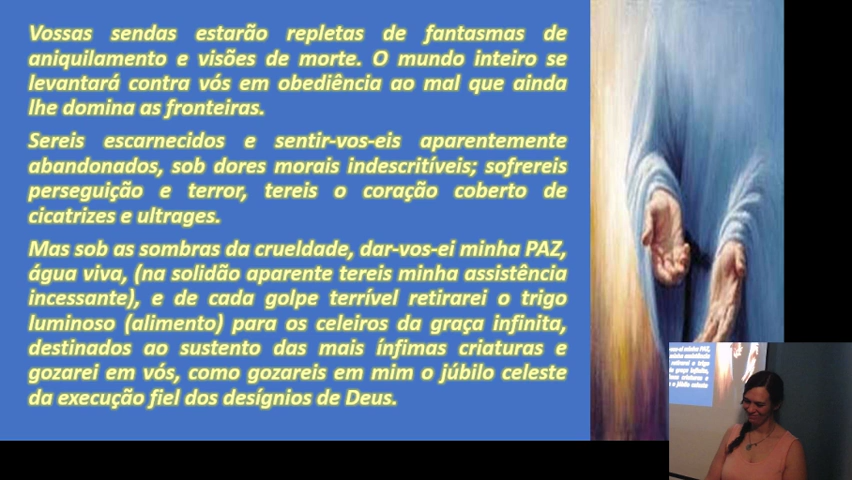 Vossas sendas estarão repletas de fantasmas de
aniquilamento e visões de morte. O mundo inteiro se
levantará contra vós em obediência ao mal que ainda
lhe domina as fronteiras.
Sereis escarnecidos e sentir-vos-eis aparentemente
abandonados, sob dores morais indescritíveis; sofrereis
perseguição e terror, tereis o coração coberto de
cicatrizes e ultrages.
Mas sob as sombras da crueldade, dar-vos-ei minha PAZ,
água viva, (na solidão aparente tereis minha assistência
incessante), e de cada golpe terrível retirarei o trigo
luminoso (alimento) para os celeiros da graça infinita,
destinados ao sustento das mais ínfimas criaturas e
gozarei em vós, como gozareis em mim o júbilo celeste
da execução fiel dos desígnios de Deus.